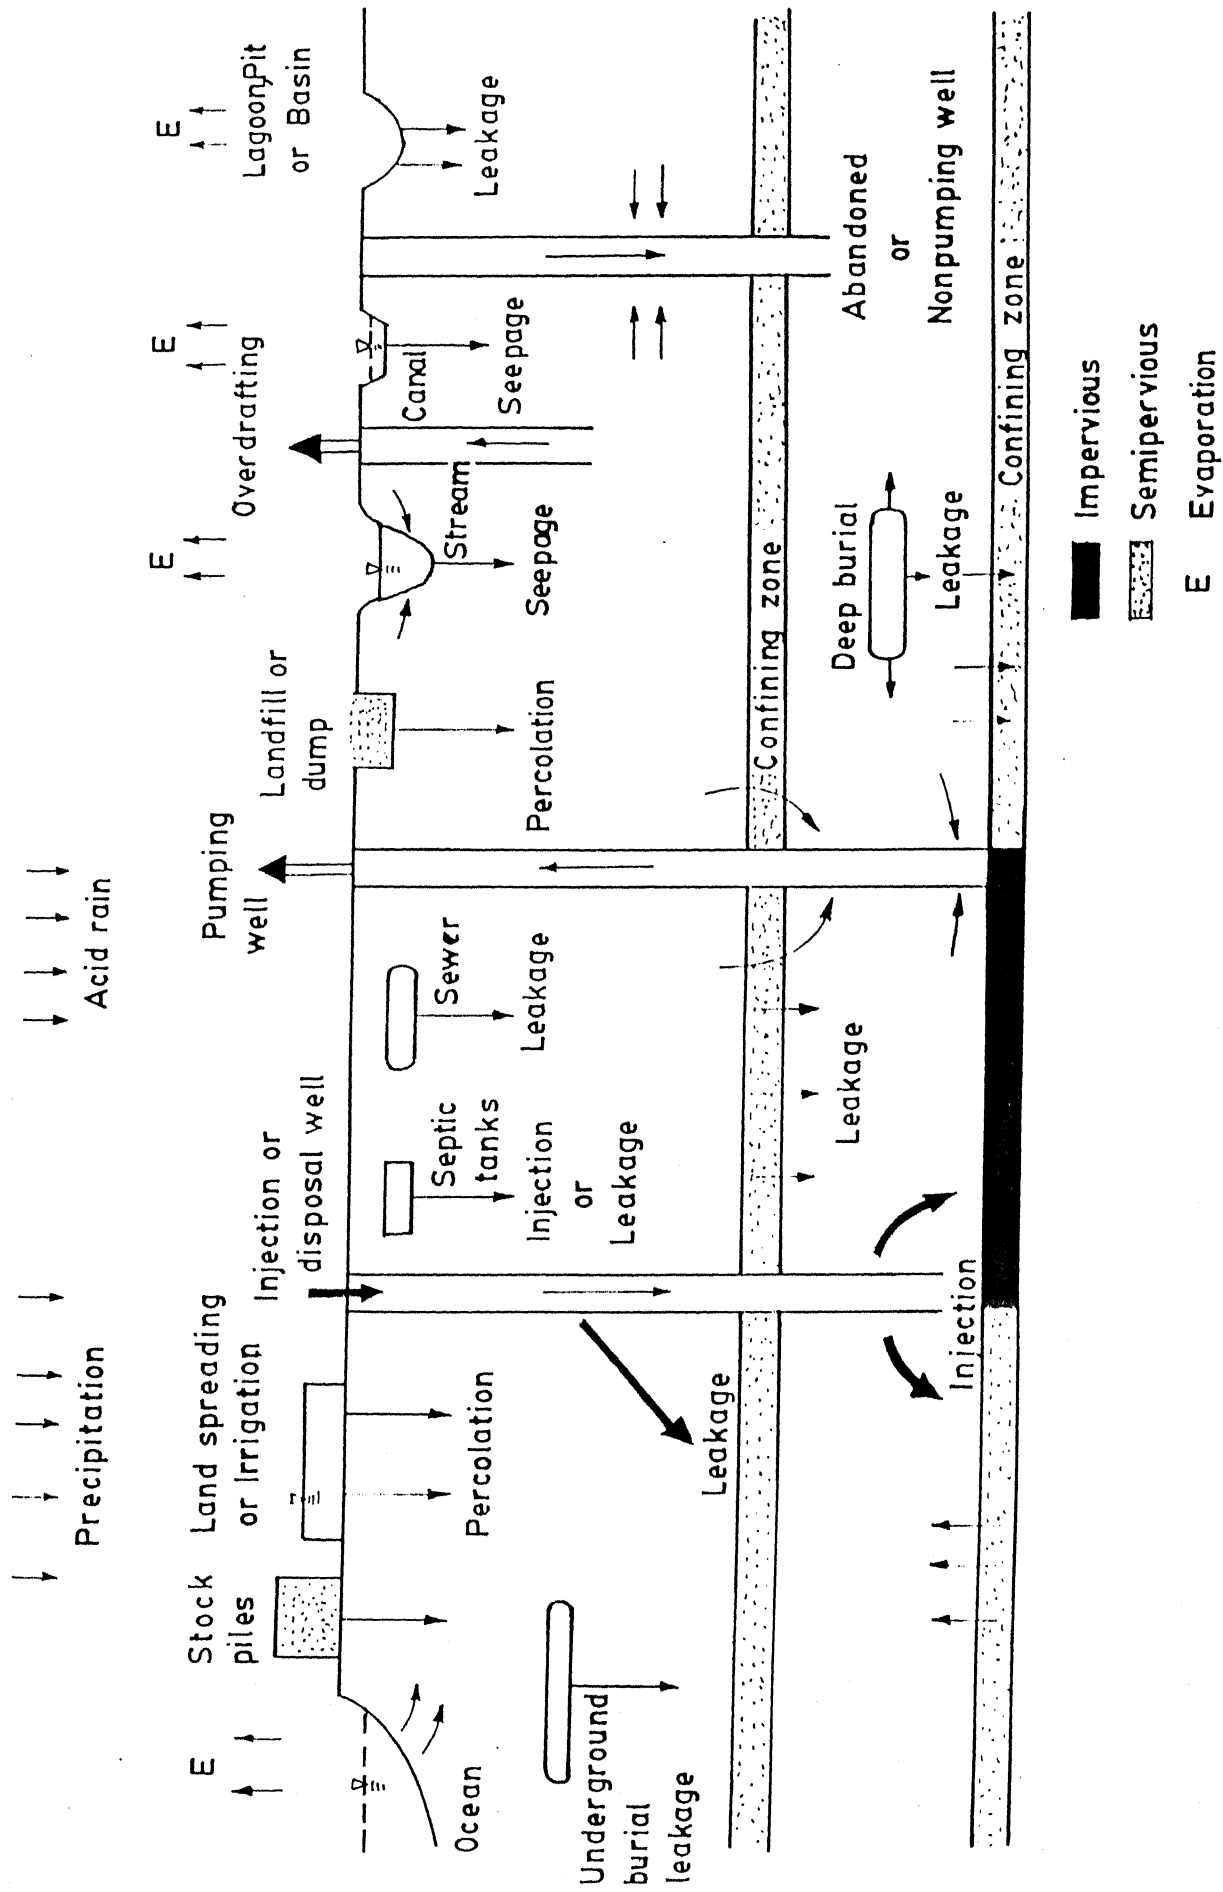 Precipitation
Acid rain
E
Stock
piles
Land spreading
or Irrigation
Injection or
disposal well
Pumping
well
Landfill or
dump
E
Overdrafting
E
E
Lagoon,Pit
or Basin
Ocean
Percolation
Septic
tanks
Injection
or
Leakage
Sewer
Leakage
Percolation
Stream
Seepage
Canal
Seepage
Leakage
Underground
burial
leakage
Leakage
Confining zone
Leakage
Deep burial
Leakage
Abandoned
or
Nonpumping well
Injection
Confining zone
Impervious
Semipervious
E Evaporation